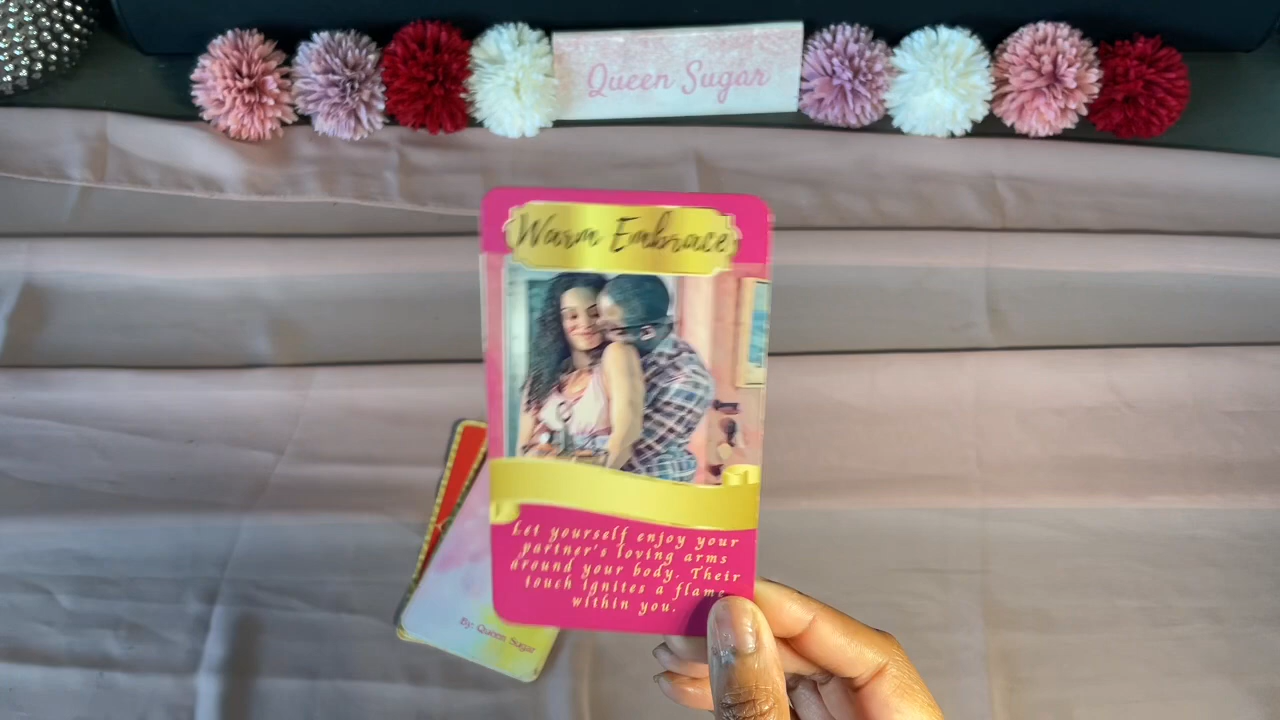 Queen Sugar
Warm Embrace
Let yourself enjoy your
partner's loving arms
around your body. Their
touch ignites a flame
within you.
By: Queen Sugar